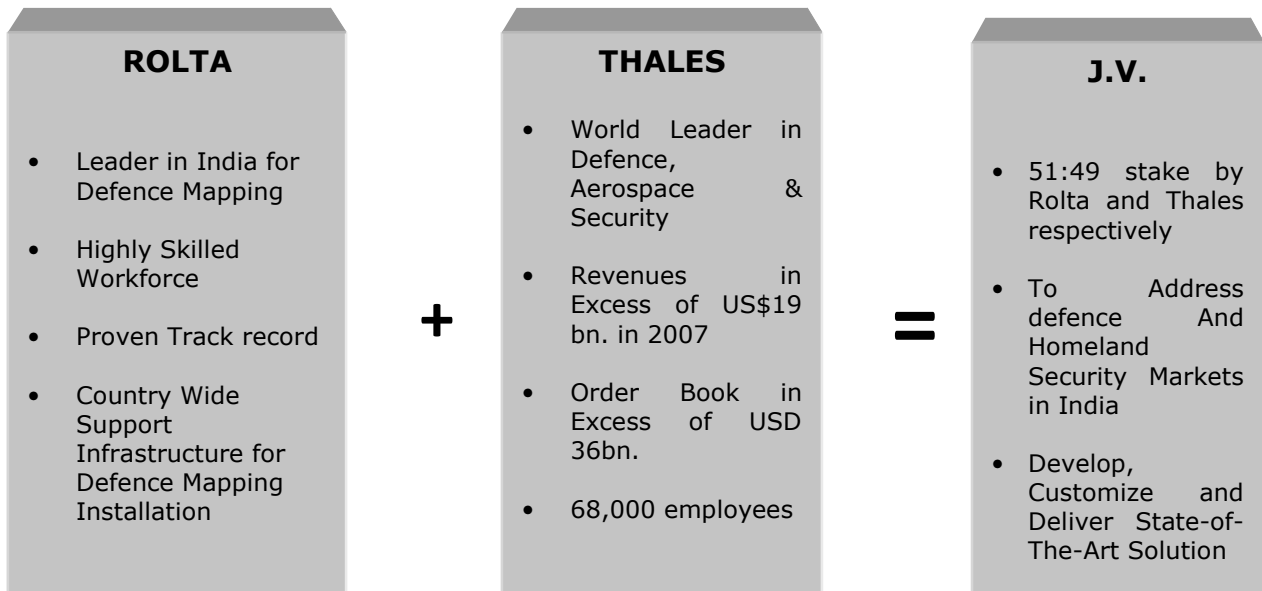 ROLTA
• Leader in India for
Defence Mapping
• Highly Skilled
Workforce
• Proven Track record
• Country Wide
Support
Infrastructure for
Defence Mapping
Installation
+
THALES
• World Leader in
Defence,
Aerospace &
Security
• Revenues in
Excess of US$19
bn. in 2007
• Order Book in
Excess of USD
36bn.
• 68,000 employees
=
J.V.
• 51:49 stake by
Rolta and Thales
respectively
• To Address
defence And
Homeland
Security Markets
in India
• Develop,
Customize and
Deliver State-of-
The-Art Solution